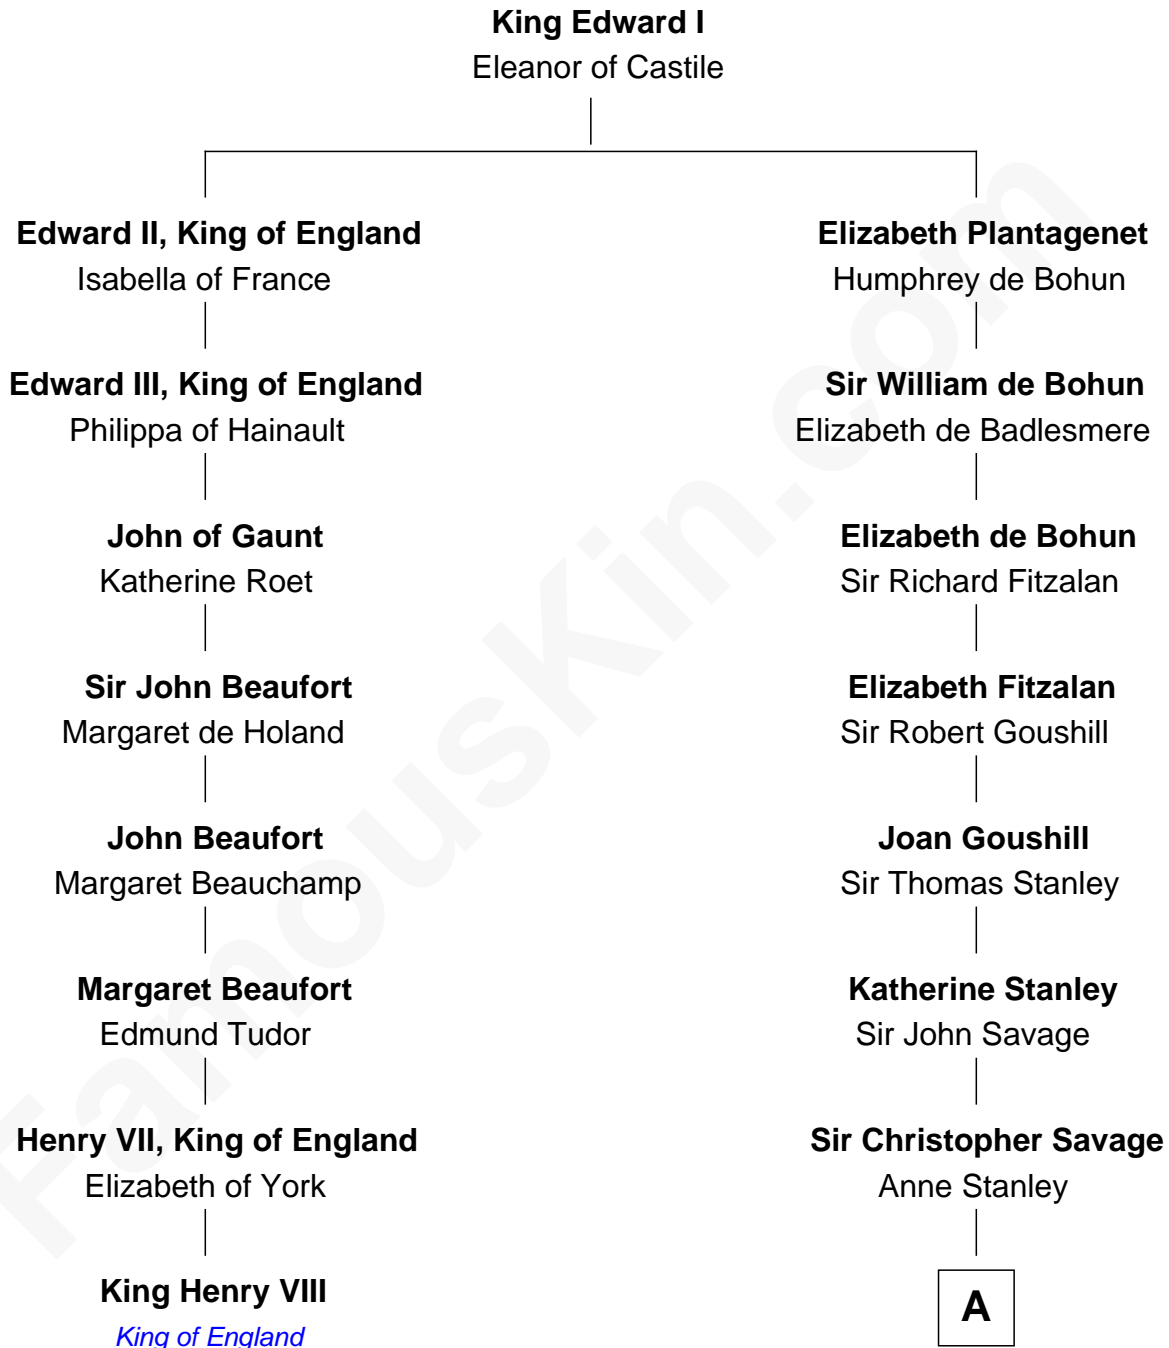 King Edward I
Eleanor of Castile
Edward II, King of England
Isabella of France
Elizabeth Plantagenet
Humphrey de Bohun
Edward III, King of England
Philippa of Hainault
Sir William de Bohun
Elizabeth de Badlesmere
John of Gaunt
Katherine Roet
Elizabeth de Bohun
Sir Richard Fitzalan
Sir John Beaufort
Margaret de Holand
Elizabeth Fitzalan
Sir Robert Goushill
John Beaufort
Margaret Beauchamp
Joan Goushill
Sir Thomas Stanley
Margaret Beaufort
Edmund Tudor
Katherine Stanley
Sir John Savage
Henry VII, King of England
Elizabeth of York
Sir Christopher Savage
Anne Stanley
King Henry VIII
King of England
A
FamousKin.com